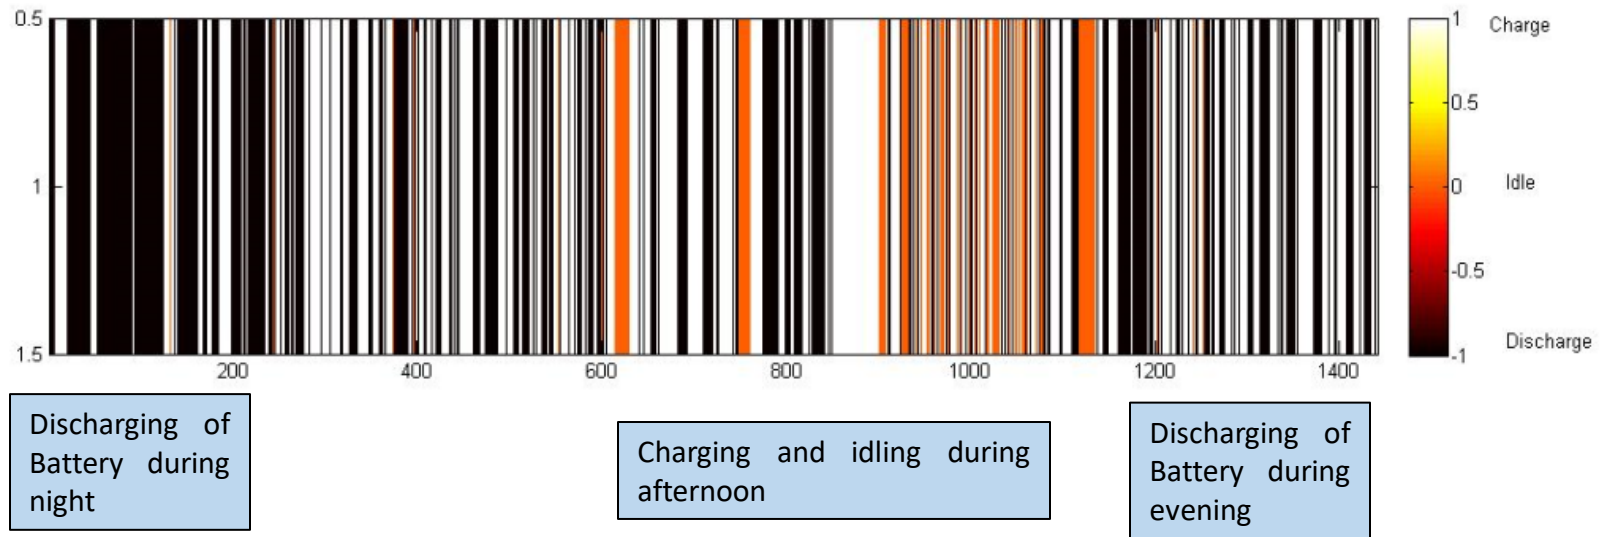 0.5
1
1.5
200 400 600 800 1000 1200 1400
1 Charge
0.5
0 Idle
-0.5
-1 Discharge
Discharging of
Battery during
night
Charging and idling during
afternoon
Discharging of
Battery during
evening